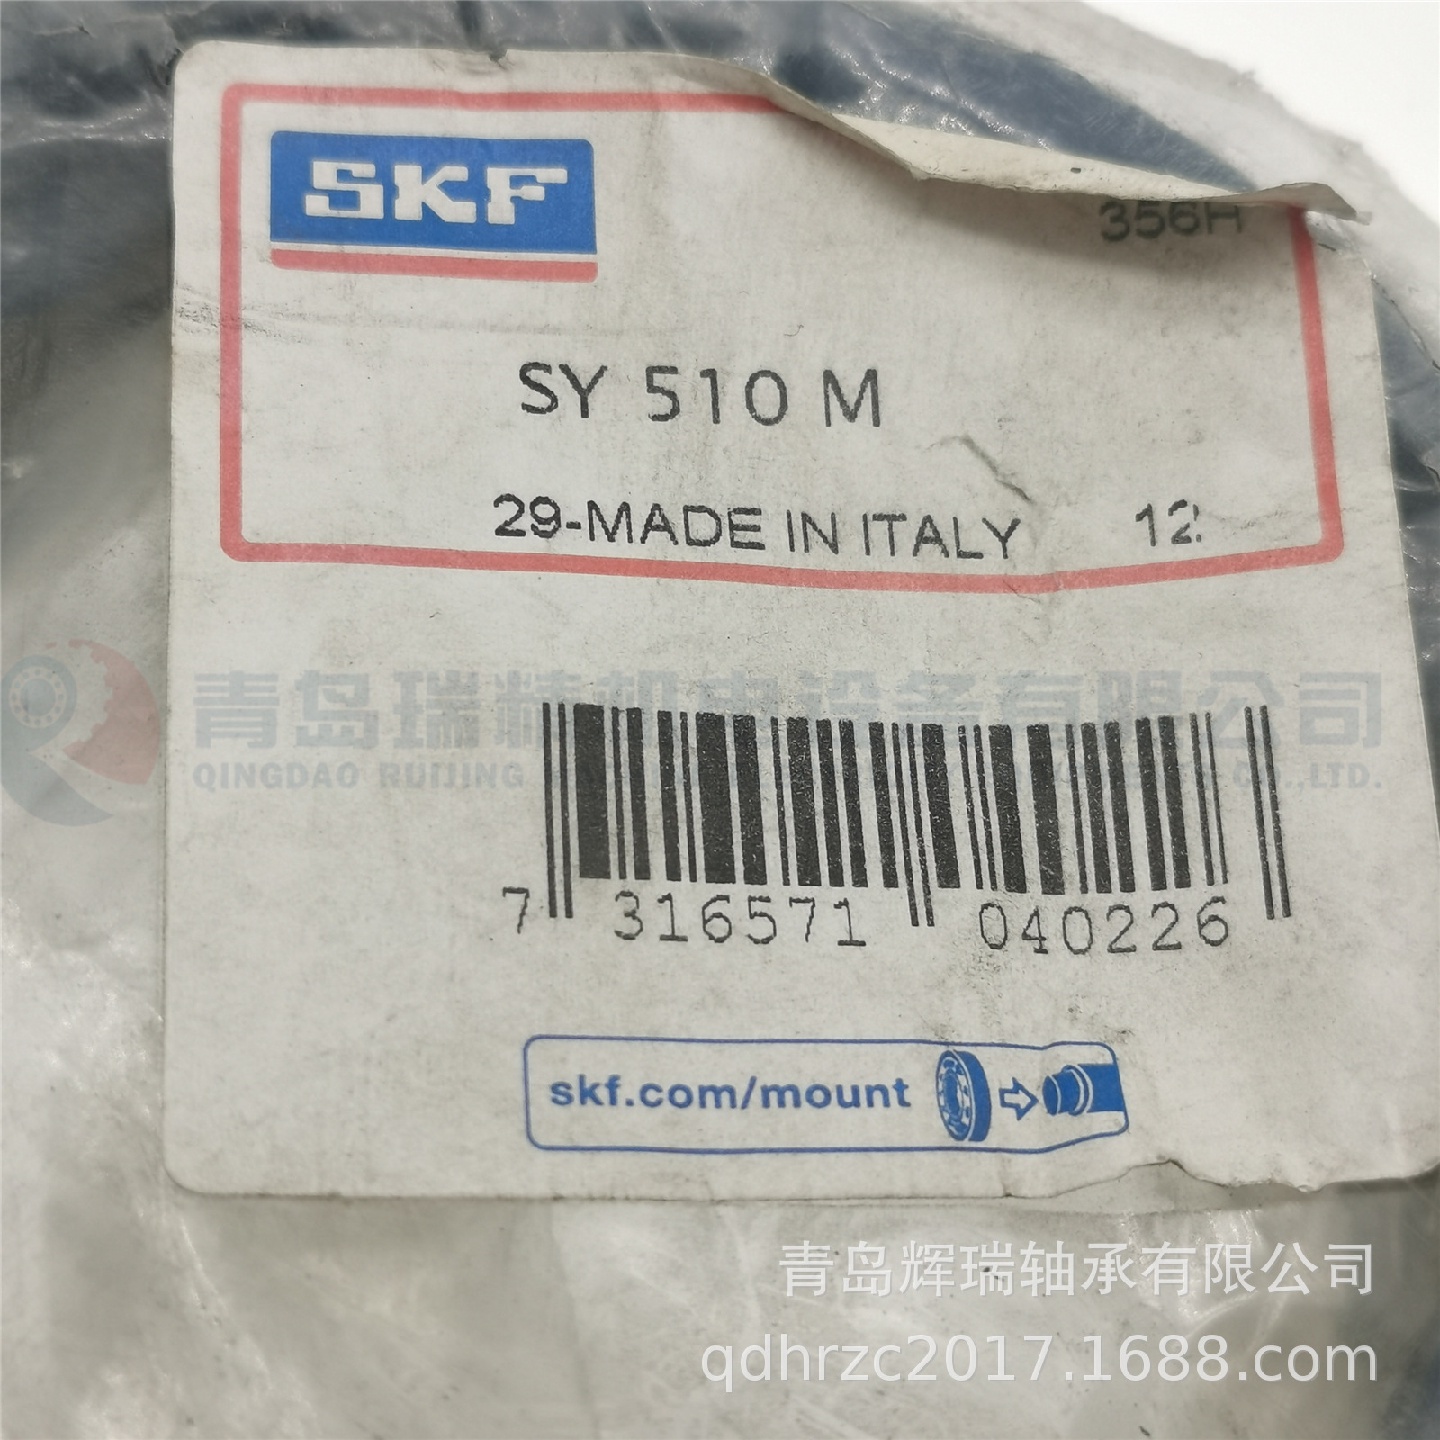 SKF
356H
SY 510 M
29-MADE IN ITALY 12
青岛瑞精机电设备有限公司
QINGDAO RUIJING CO.,LTD.
7 316571 040226
skf.com/mount
青岛辉瑞轴承有限公司
qdhrzc2017.1688.com